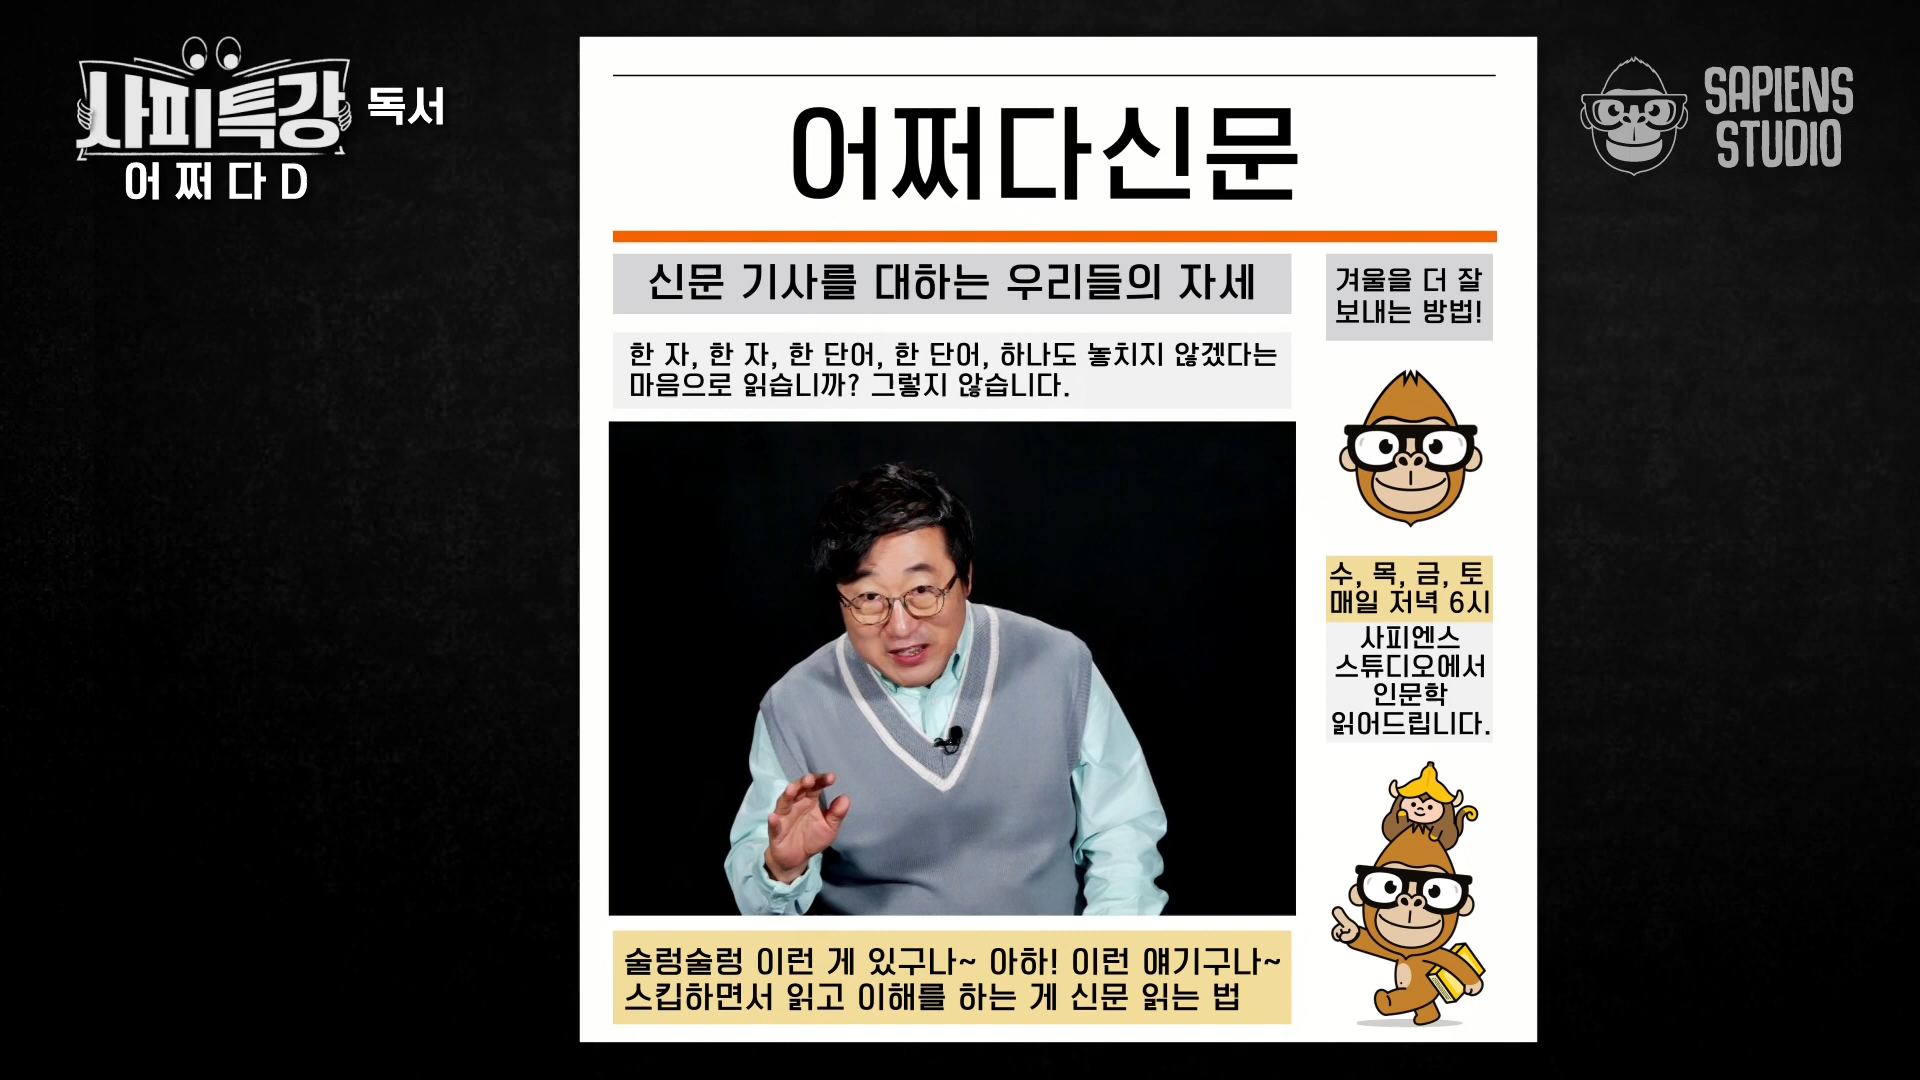 사피특강 독서
어쩌다D
SAPIENS
STUDIO
어쩌다신문
신문 기사를 대하는 우리들의 자세
한 자, 한 자, 한 단어, 한 단어, 하나도 놓치지 않겠다는
마음으로 읽습니까? 그렇지 않습니다.
술렁술렁 이런 게 있구나~ 아하! 이런 얘기구나~
스킵하면서 읽고 이해를 하는 게 신문 읽는 법
겨울을 더 잘
보내는 방법!
수, 목, 금, 토
매일 저녁 6시
사피엔스
스튜디오에서
인문학
읽어드립니다.